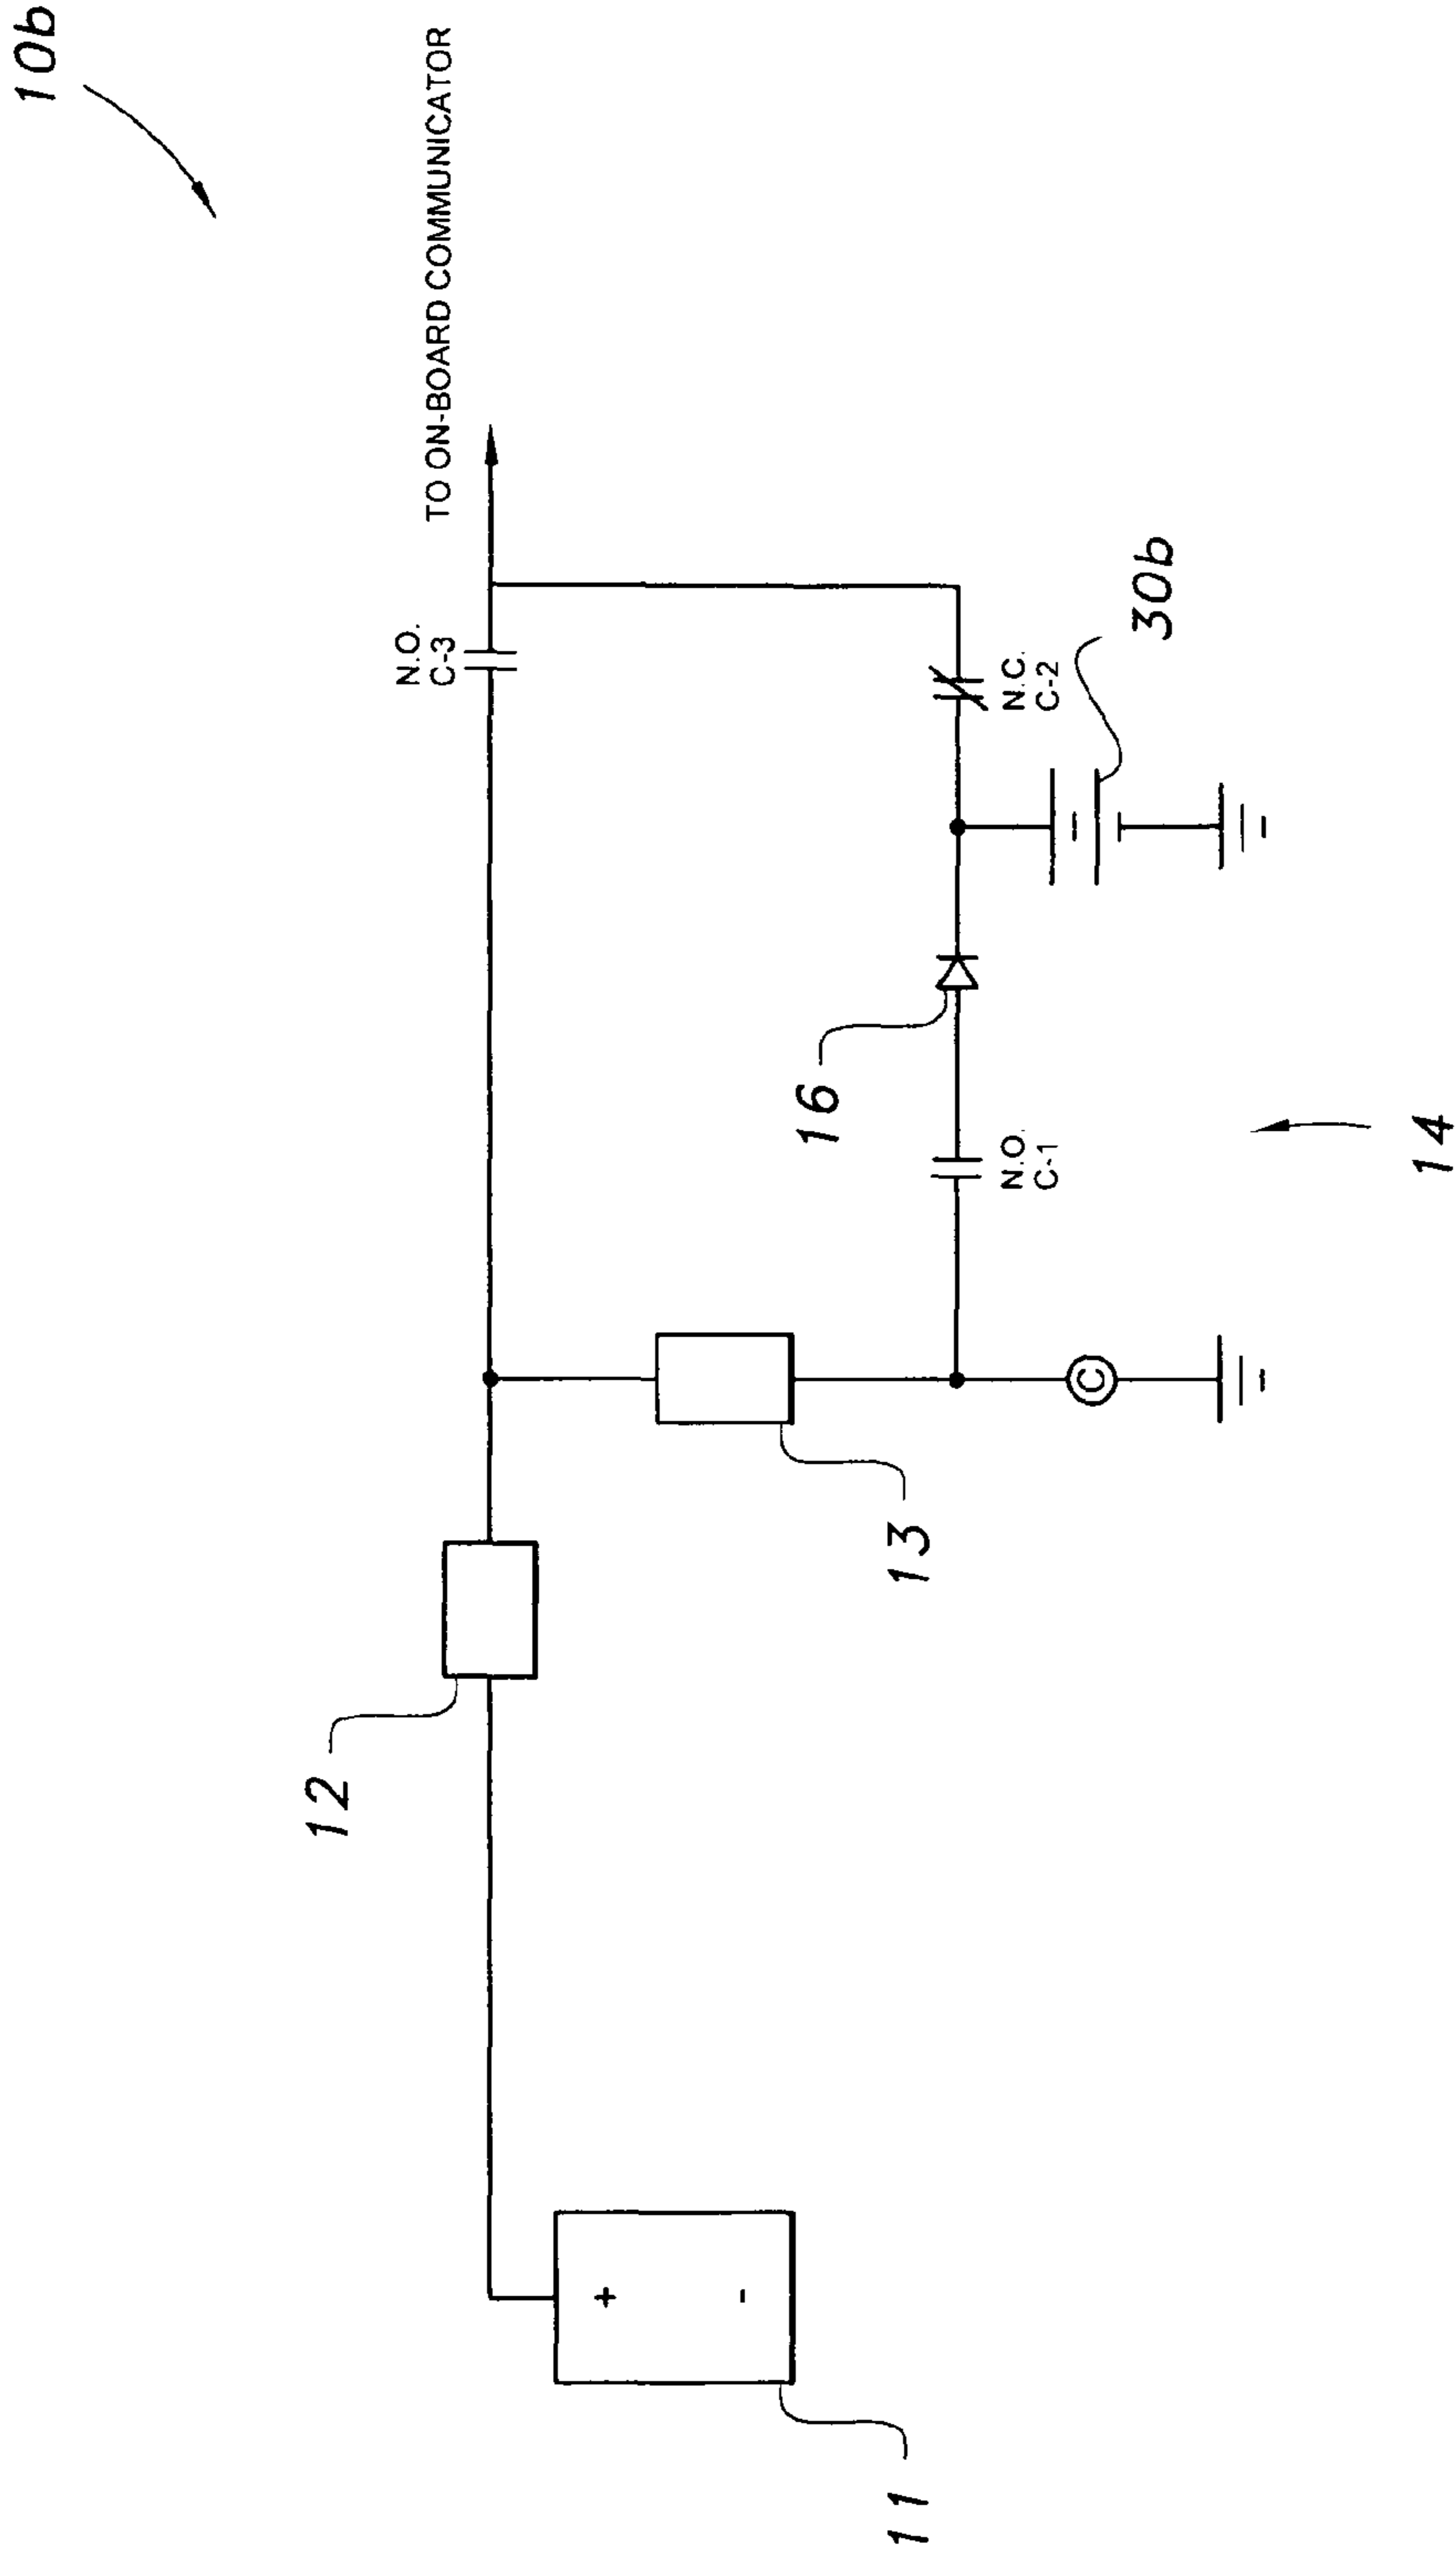 10b
TO ON-BOARD COMMUNICATOR
N.O.
C-3
12
13
16
N.O.
C-1
N.C.
C-2
30b
C
14
+
-
11